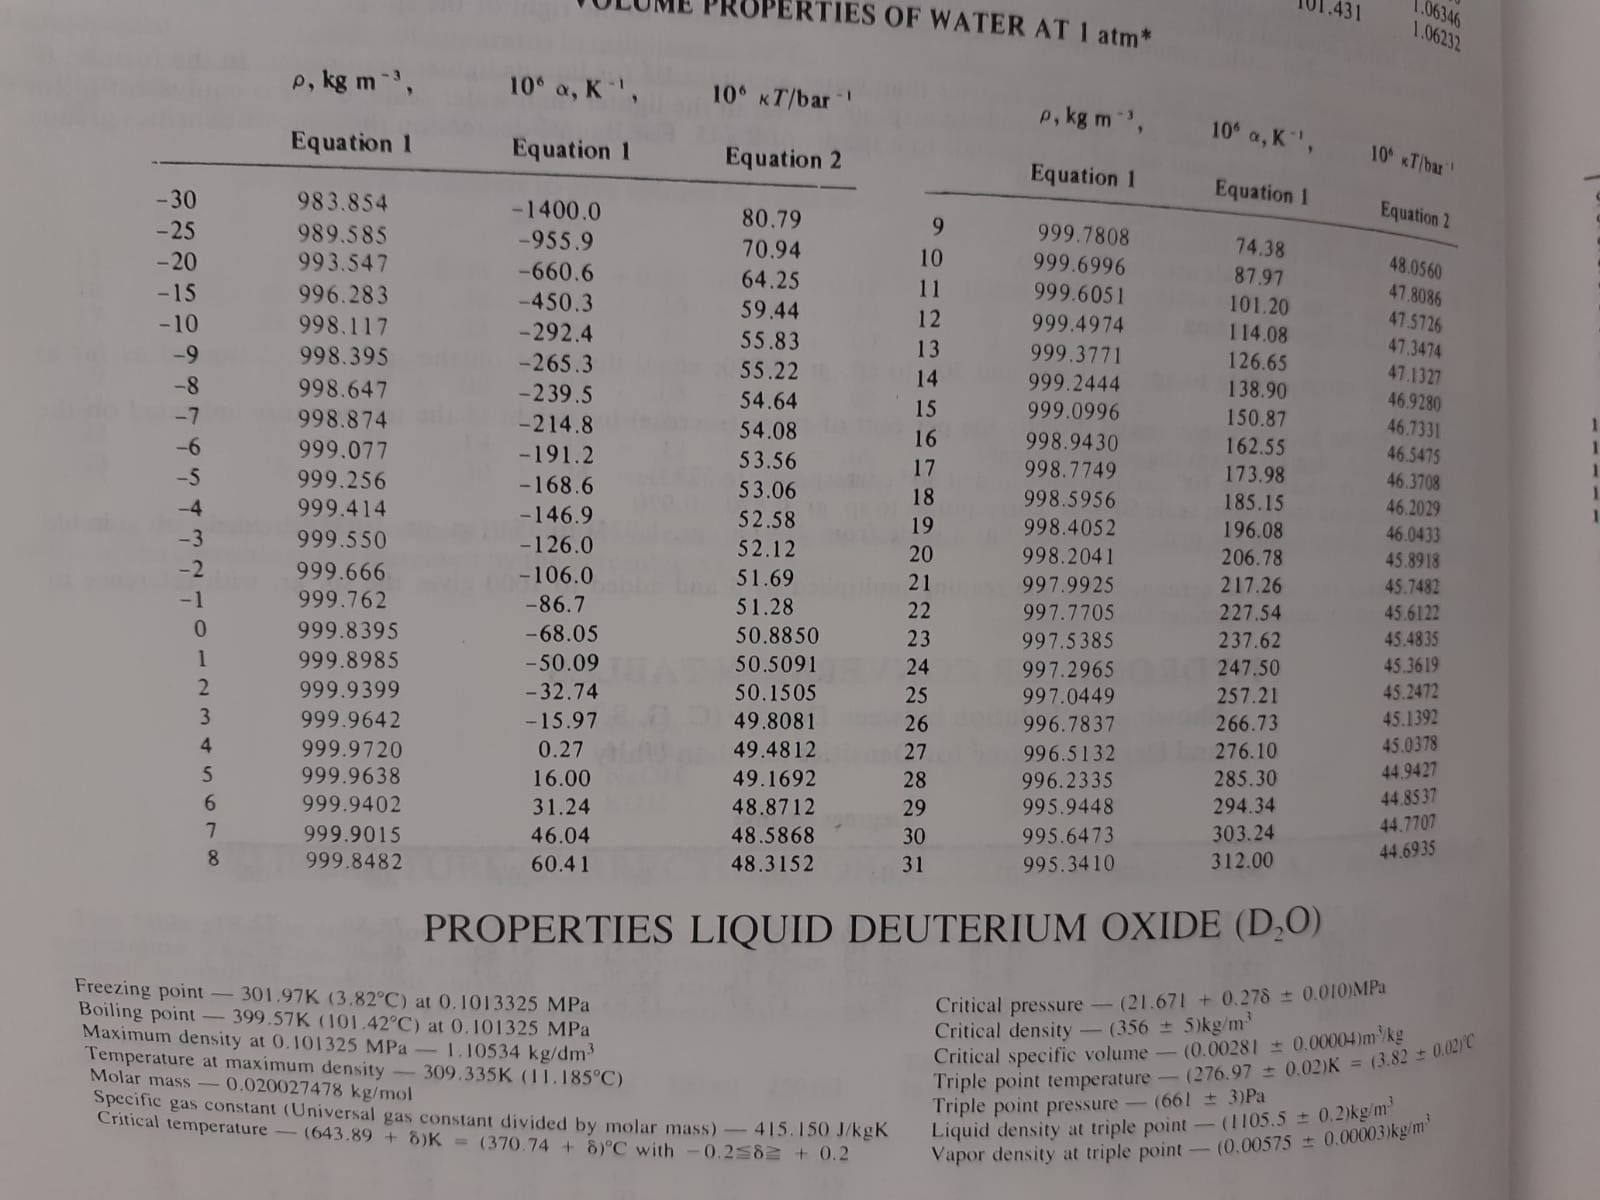 VOLUME PROPERTIES OF WATER AT 1 atm*
101.431 1.06346
1.06232
ρ, kg m⁻³, 10⁶ α, K⁻¹, 10⁶ κT/bar⁻¹ ρ, kg m⁻³, 10⁶ α, K⁻¹, 10⁶ κT/bar⁻¹
Equation 1 Equation 1 Equation 2 Equation 1 Equation 1 Equation 2
-30 983.854 -1400.0 80.79 9 999.7808 74.38 48.0560
-25 989.585 -955.9 70.94 10 999.6996 87.97 47.8086
-20 993.547 -660.6 64.25 11 999.6051 101.20 47.5726
-15 996.283 -450.3 59.44 12 999.4974 114.08 47.3474
-10 998.117 -292.4 55.83 13 999.3771 126.65 47.1327
-9 998.395 -265.3 55.22 14 999.2444 138.90 46.9280
-8 998.647 -239.5 54.64 15 999.0996 150.87 46.7331
-7 998.874 -214.8 54.08 16 998.9430 162.55 46.5475
-6 999.077 -191.2 53.56 17 998.7749 173.98 46.3708
-5 999.256 -168.6 53.06 18 998.5956 185.15 46.2029
-4 999.414 -146.9 52.58 19 998.4052 196.08 46.0433
-3 999.550 -126.0 52.12 20 998.2041 206.78 45.8918
-2 999.666 -106.0 51.69 21 997.9925 217.26 45.7482
-1 999.762 -86.7 51.28 22 997.7705 227.54 45.6122
0 999.8395 -68.05 50.8850 23 997.5385 237.62 45.4835
1 999.8985 -50.09 50.5091 24 997.2965 247.50 45.3619
2 999.9399 -32.74 50.1505 25 997.0449 257.21 45.2472
3 999.9642 -15.97 49.8081 26 996.7837 266.73 45.1392
4 999.9720 0.27 49.4812 27 996.5132 276.10 45.0378
5 999.9638 16.00 49.1692 28 996.2335 285.30 44.9427
6 999.9402 31.24 48.8712 29 995.9448 294.34 44.8537
7 999.9015 46.04 48.5868 30 995.6473 303.24 44.7707
8 999.8482 60.41 48.3152 31 995.3410 312.00 44.6935
PROPERTIES LIQUID DEUTERIUM OXIDE (D₂O)
Freezing point — 301.97K (3.82°C) at 0.1013325 MPa
Boiling point — 399.57K (101.42°C) at 0.101325 MPa
Maximum density at 0.101325 MPa — 1.10534 kg/dm³
Temperature at maximum density — 309.335K (11.185°C)
Molar mass — 0.020027478 kg/mol
Specific gas constant (Universal gas constant divided by molar mass) — 415.150 J/kgK
Critical temperature — (643.89 + δ)K = (370.74 + δ)°C with −0.2≦δ≧ + 0.2
Critical pressure — (21.671 + 0.27δ ± 0.010)MPa
Critical density — (356 ± 5)kg/m³
Critical specific volume — (0.00281 ± 0.00004)m³/kg
Triple point temperature — (276.97 ± 0.02)K = (3.82 ± 0.02)°C
Triple point pressure — (661 ± 3)Pa
Liquid density at triple point — (1105.5 ± 0.2)kg/m³
Vapor density at triple point — (0.00575 ± 0.00003)kg/m³